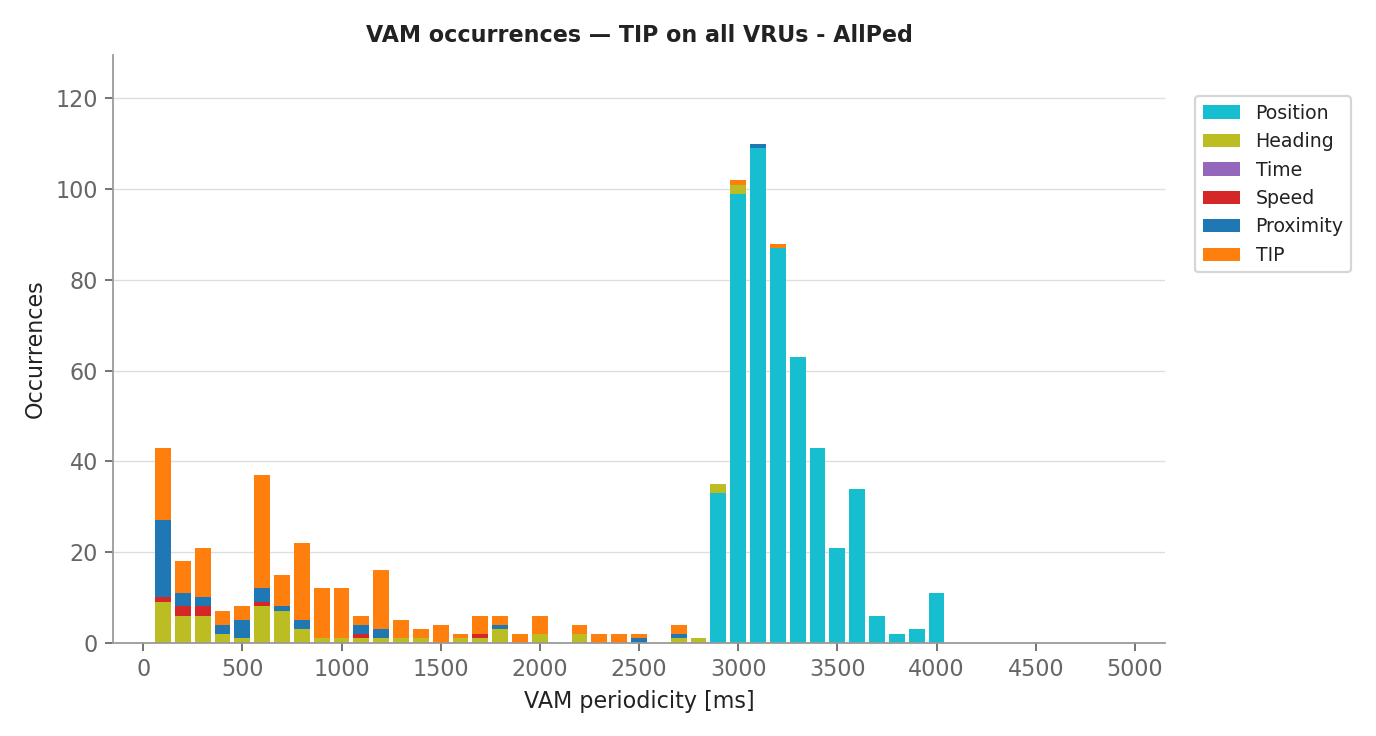 VAM occurrences — TIP on all VRUs - AllPed
120
100
80
60
40
20
0
Occurrences
0 500 1000 1500 2000 2500 3000 3500 4000 4500 5000
VAM periodicity [ms]
Position
Heading
Time
Speed
Proximity
TIP